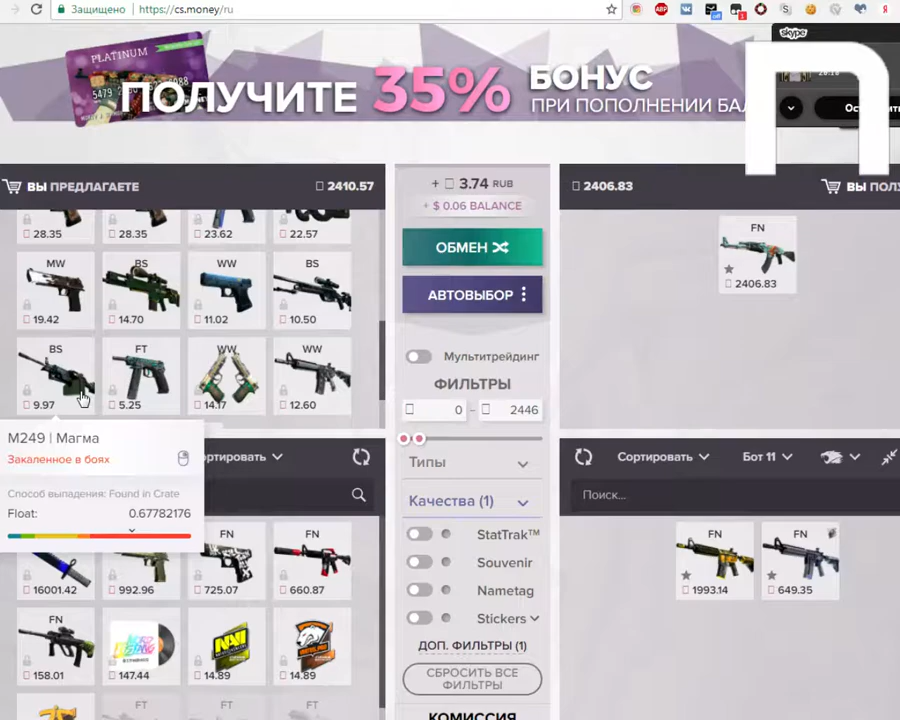 Защищено
https://cs.money/ru
PLATINUM
ПОЛУЧИТЕ 35% БОНУС
ПРИ ПОПОЛНЕНИИ БАЛ
skype
Ост
ВЫ ПРЕДЛАГАЕТЕ
2410.57
28.35
28.35
23.62
22.57
MW
19.42
BS
14.70
WW
11.02
BS
10.50
BS
9.97
FT
5.25
WW
14.17
WW
12.60
+ 3.74 RUB
+ $ 0.06 BALANCE
ОБМЕН
АВТОВЫБОР
Мультитрейдинг
ФИЛЬТРЫ
0 - 2446
Типы
Качества (1)
StatTrak™
Souvenir
Nametag
Stickers
ДОП. ФИЛЬТРЫ (1)
СБРОСИТЬ ВСЕ
ФИЛЬТРЫ
КОМИССИЯ
2406.83
ВЫ ПОЛУ
FN
2406.83
M249 | Магма
Закаленное в боях
Способ выпадения: Found in Crate
Float: 0.67782176
ортировать
16001.42
992.96
FN
725.07
FN
660.87
FN
158.01
147.44
NAVI
14.89
14.89
FT
FT
FT
Сортировать
Бот 11
Поиск...
FN
1993.14
FN
649.35